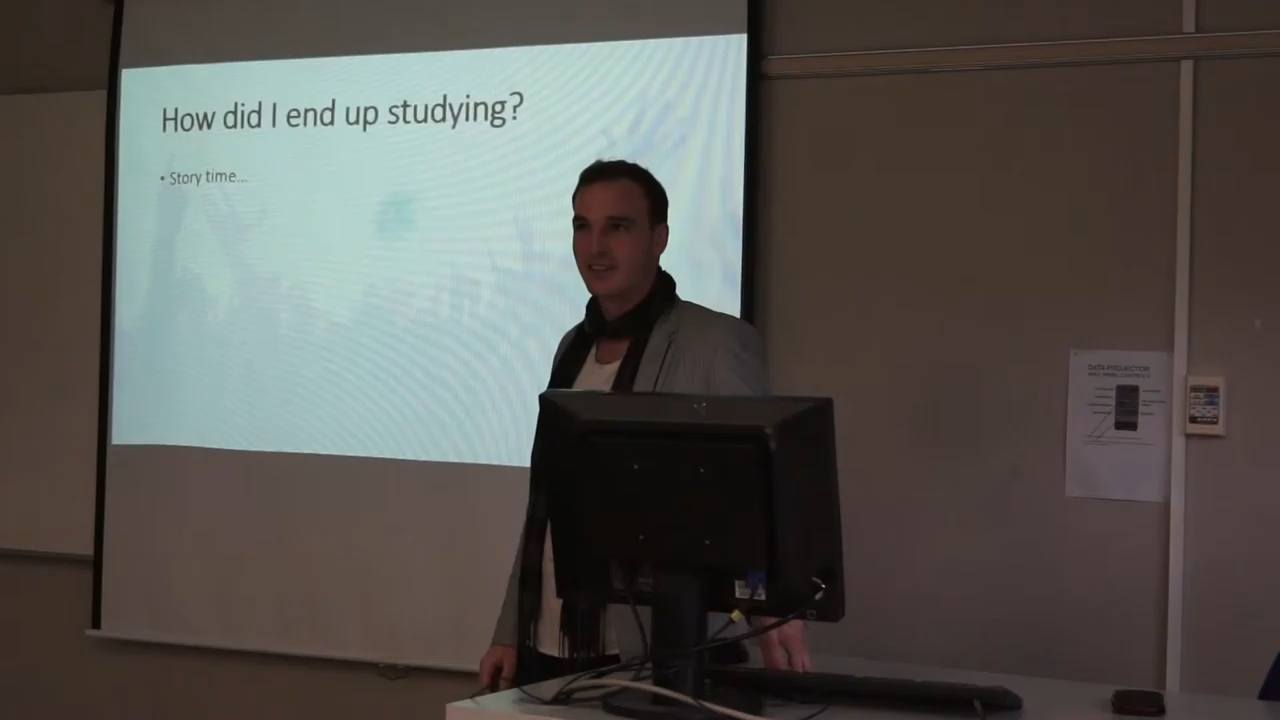 How did I end up studying?
• Story time...
DATA PROJECTOR